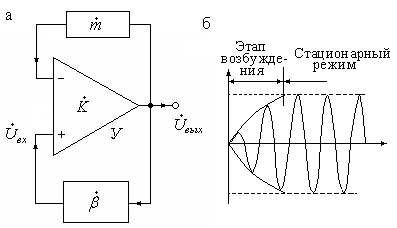 а
ṁ
−
K̇
+
У
U̇вх
U̇вых
β̇
б
Этап
возбужде-
ния
Стационарный
режим